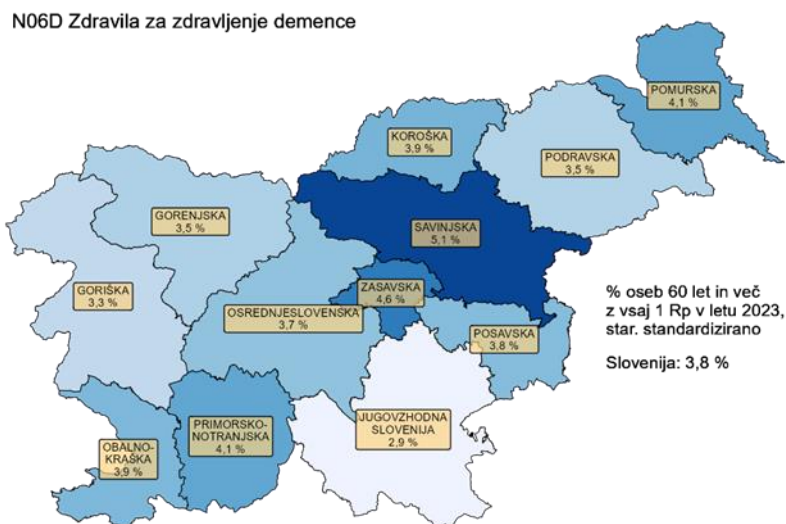 N06D Zdravila za zdravljenje demence
POMURSKA
4,1 %
KOROŠKA
3,9 %
PODRAVSKA
3,5 %
GORENJSKA
3,5 %
SAVINJSKA
5,1 %
GORIŠKA
3,3 %
ZASAVSKA
4,6 %
OSREDNJESLOVENSKA
3,7 %
POSAVSKA
3,8 %
% oseb 60 let in več
z vsaj 1 Rp v letu 2023,
star. standardizirano
Slovenija: 3,8 %
PRIMORSKO-
NOTRANJSKA
4,1 %
JUGOVZHODNA
SLOVENIJA
2,9 %
OBALNO-
KRAŠKA
3,9 %